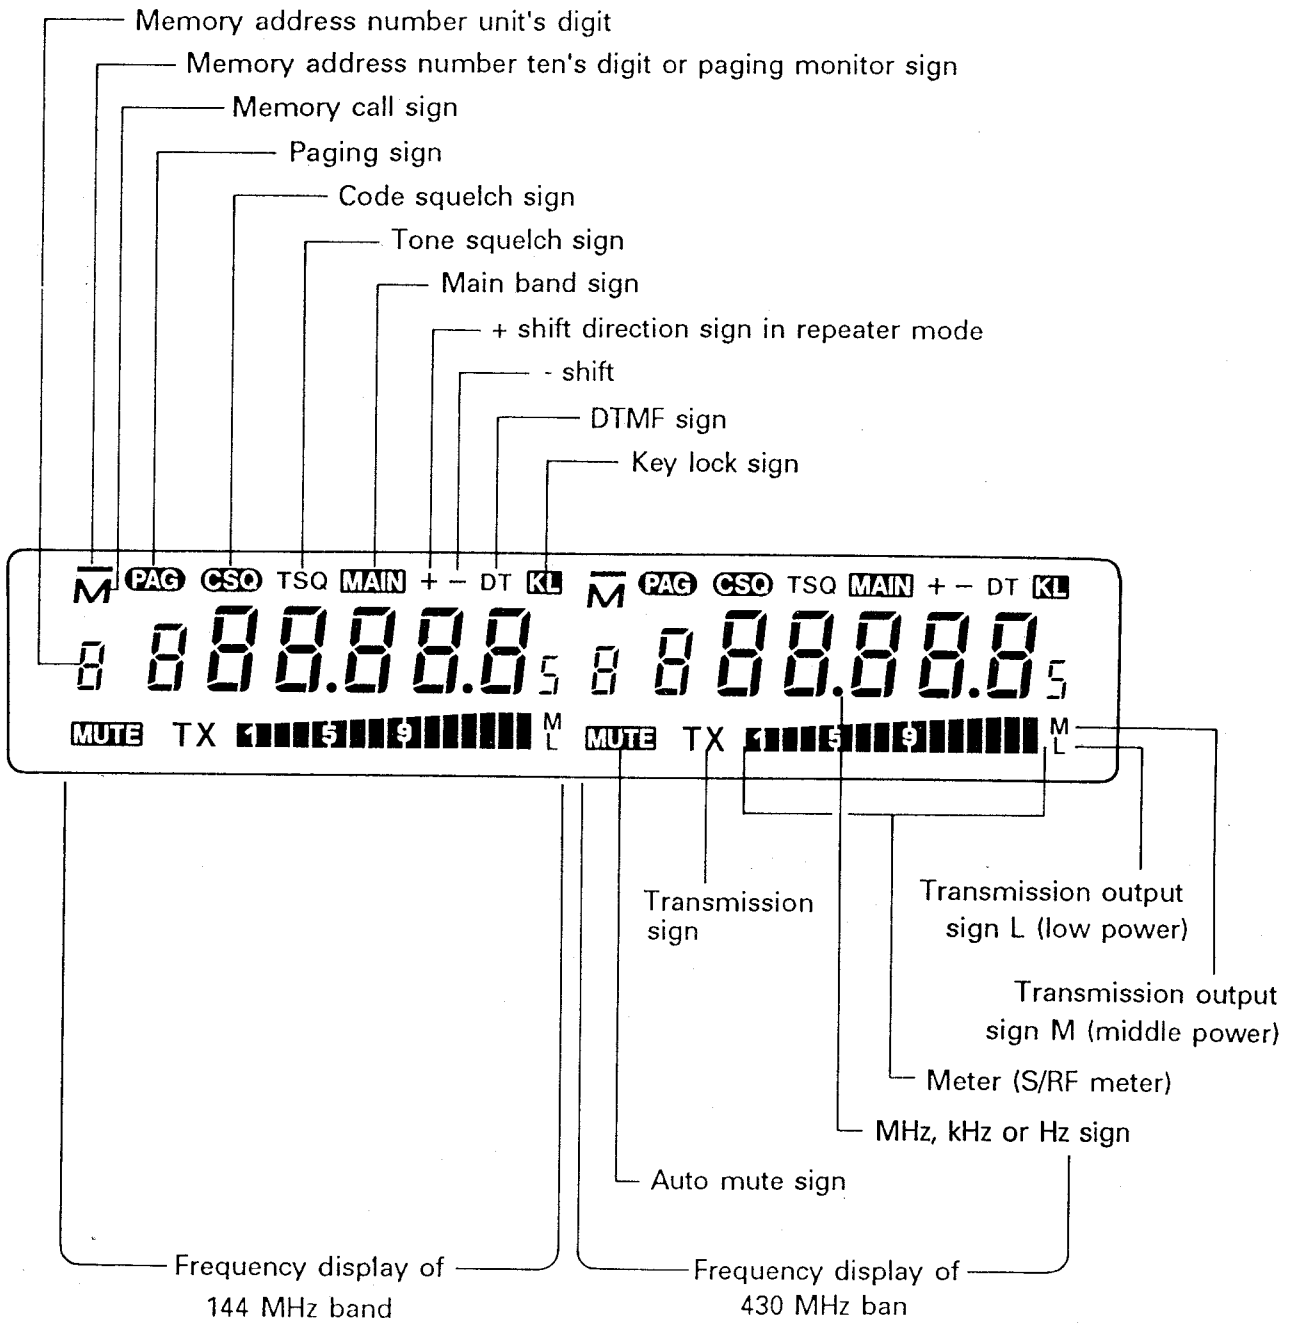 Memory address number unit's digit
Memory address number ten's digit or paging monitor sign
Memory call sign
Paging sign
Code squelch sign
Tone squelch sign
Main band sign
+ shift direction sign in repeater mode
- shift
DTMF sign
Key lock sign
M PAG CSQ TSQ MAIN + - DT KL M PAG CSQ TSQ MAIN + - DT KL
8 8 88.88.8 5 8 8 88.88.8 5
MUTE TX 1 5 9 M L MUTE TX 1 5 9 M L
Transmission
sign
Transmission output
sign L (low power)
Transmission output
sign M (middle power)
Meter (S/RF meter)
MHz, kHz or Hz sign
Auto mute sign
Frequency display of
144 MHz band
Frequency display of
430 MHz ban